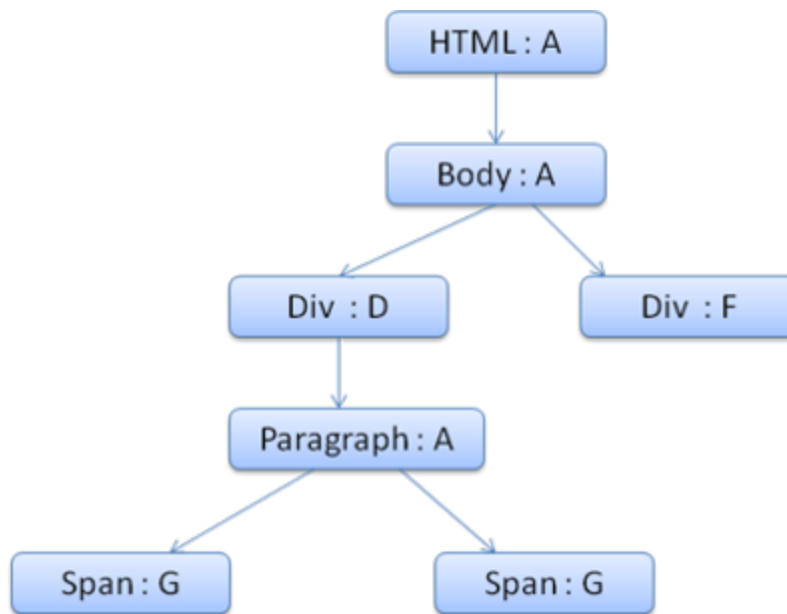 HTML : A
Body : A
Div : D
Div : F
Paragraph : A
Span : G
Span : G